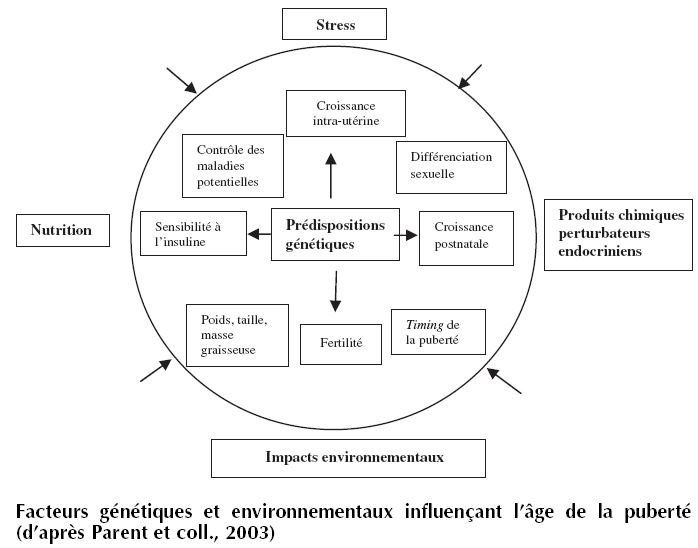 Stress
Croissance
intra-utérine
Contrôle des
maladies
potentielles
Différenciation
sexuelle
Nutrition
Sensibilité à
l’insuline
Prédispositions
génétiques
Croissance
postnatale
Produits chimiques
perturbateurs
endocriniens
Poids, taille,
masse
graisseuse
Fertilité
Timing de
la puberté
Impacts environnementaux
Facteurs génétiques et environnementaux influençant l’âge de la puberté
(d’après Parent et coll., 2003)